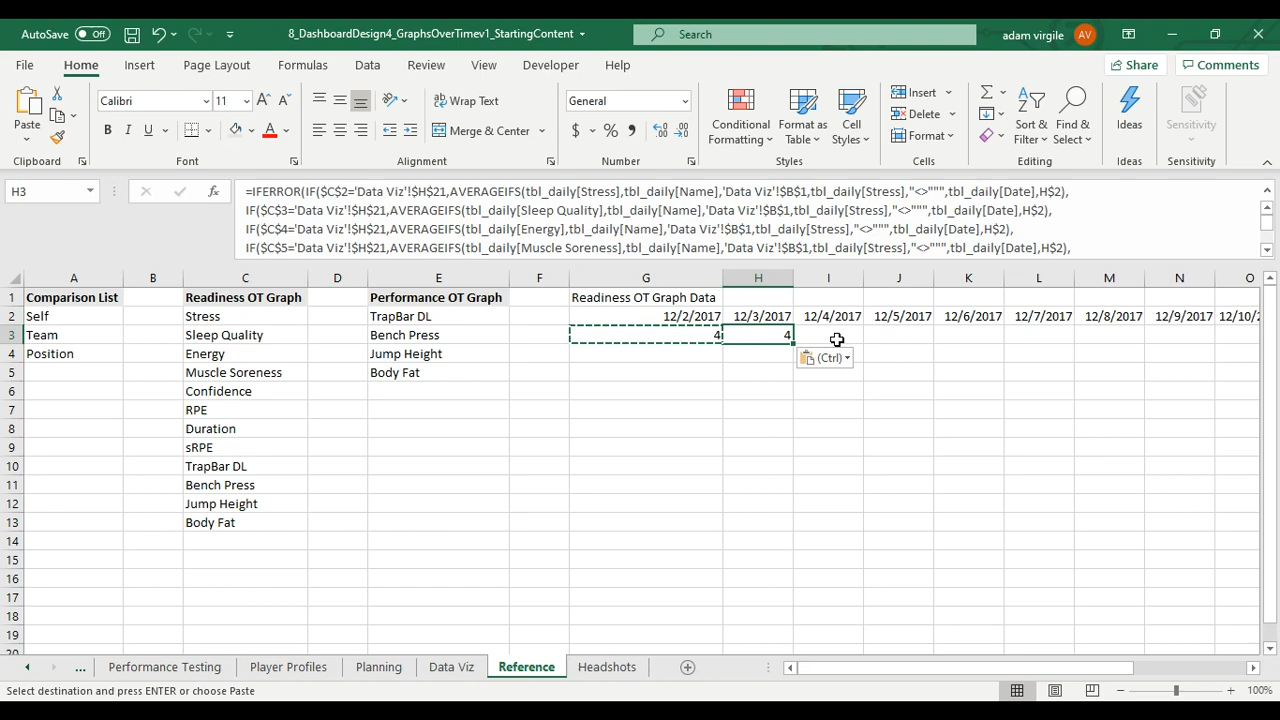 AutoSave Off 8_DashboardDesign4_GraphsOverTimev1_StartingContent Search adam virgile AV
File Home Insert Page Layout Formulas Data Review View Developer Help Share Comments
Paste Calibri 11 Wrap Text General Conditional Formatting Format as Table Cell Styles Insert Sort & Filter Find & Select Ideas Sensitivity
B I U A Merge & Center $ % Delete Format
Clipboard Font Alignment Number Styles Cells Editing Ideas Sensitivity
H3 fx =IFERROR(IF($C$2='Data Viz'!$H$21,AVERAGEIFS(tbl_daily[Stress],tbl_daily[Name],'Data Viz'!$B$1,tbl_daily[Stress],"<>""",tbl_daily[Date],H$2),
IF($C$3='Data Viz'!$H$21,AVERAGEIFS(tbl_daily[Sleep Quality],tbl_daily[Name],'Data Viz'!$B$1,tbl_daily[Stress],"<>""",tbl_daily[Date],H$2),
IF($C$4='Data Viz'!$H$21,AVERAGEIFS(tbl_daily[Energy],tbl_daily[Name],'Data Viz'!$B$1,tbl_daily[Stress],"<>""",tbl_daily[Date],H$2),
IF($C$5='Data Viz'!$H$21,AVERAGEIFS(tbl_daily[Muscle Soreness],tbl_daily[Name],'Data Viz'!$B$1,tbl_daily[Stress],"<>""",tbl_daily[Date],H$2),
A B C D E F G H I J K L M N O
1 Comparison List Readiness OT Graph Performance OT Graph Readiness OT Graph Data
2 Self Stress TrapBar DL 12/2/2017 12/3/2017 12/4/2017 12/5/2017 12/6/2017 12/7/2017 12/8/2017 12/9/2017 12/10/2
3 Team Sleep Quality Bench Press 4 4
4 Position Energy Jump Height (Ctrl)
5 Muscle Soreness Body Fat
6 Confidence
7 RPE
8 Duration
9 sRPE
10 TrapBar DL
11 Bench Press
12 Jump Height
13 Body Fat
14
15
16
17
18
19
20
... Performance Testing Player Profiles Planning Data Viz Reference Headshots
Select destination and press ENTER or choose Paste 100%